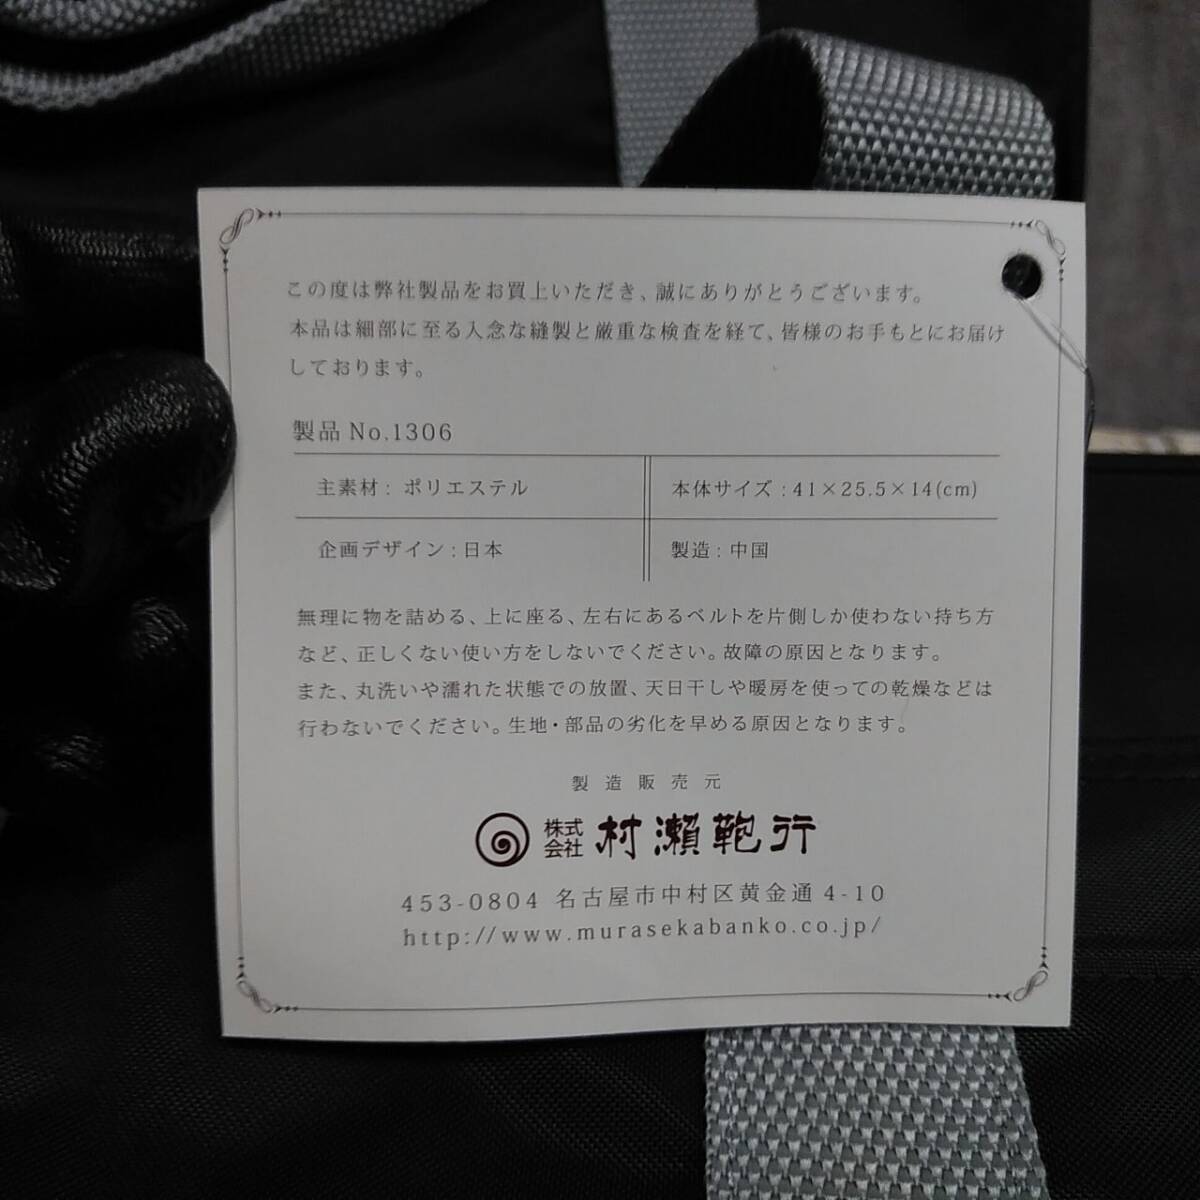 この度は弊社製品をお買上いただき、誠にありがとうございます。
本品は細部に至る入念な縫製と厳重な検査を経て、皆様のお手もとにお届け
しております。
製品 No.1306
主素材 : ポリエステル
本体サイズ : 41×25.5×14(cm)
企画デザイン : 日本
製造 : 中国
無理に物を詰める、上に座る、左右にあるベルトを片側しか使わない持ち方
など、正しくない使い方をしないでください。故障の原因となります。
また、丸洗いや濡れた状態での放置、天日干しや暖房を使っての乾燥などは
行わないでください。生地・部品の劣化を早める原因となります。
製造販売元
株式会社 村瀬鞄行
453-0804 名古屋市中村区黄金通 4-10
http://www.murasekabanko.co.jp/